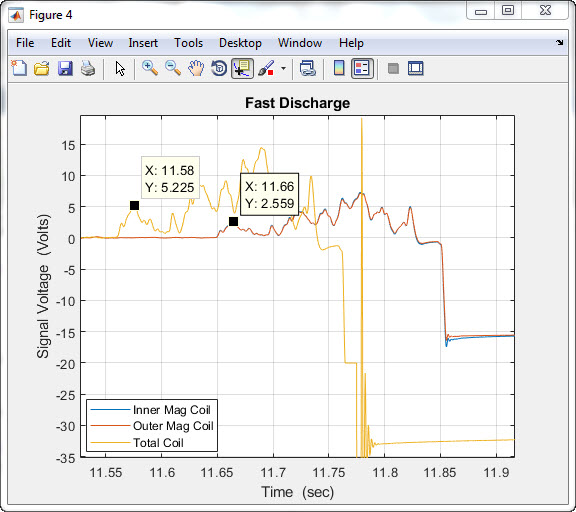 Figure 4
File Edit View Insert Tools Desktop Window Help
Fast Discharge
15
10
5
0
-5
-10
-15
-20
-25
-30
-35
Signal Voltage (Volts)
X: 11.58
Y: 5.225
X: 11.66
Y: 2.559
Inner Mag Coil
Outer Mag Coil
Total Coil
11.55 11.6 11.65 11.7 11.75 11.8 11.85 11.9
Time (sec)